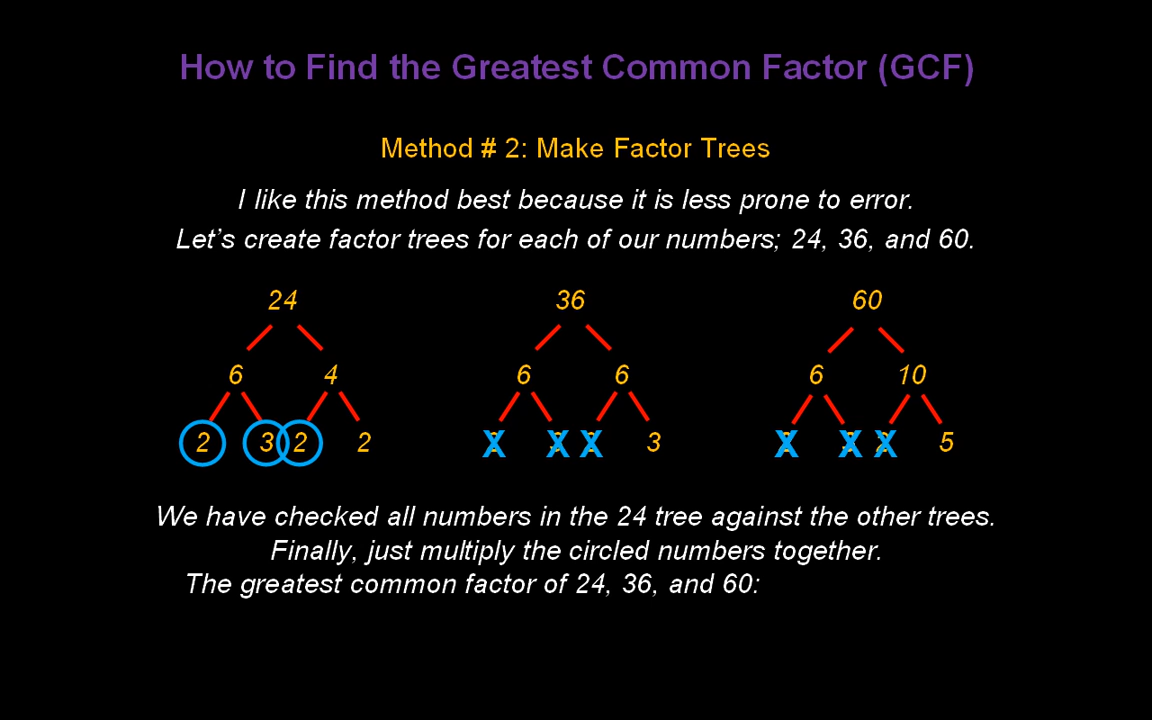 How to Find the Greatest Common Factor (GCF)
Method # 2: Make Factor Trees
I like this method best because it is less prone to error.
Let's create factor trees for each of our numbers; 24, 36, and 60.
24 36 60
6 4 6 6 6 10
2 3 2 2 X X X 3 X X X 5
We have checked all numbers in the 24 tree against the other trees.
Finally, just multiply the circled numbers together.
The greatest common factor of 24, 36, and 60: